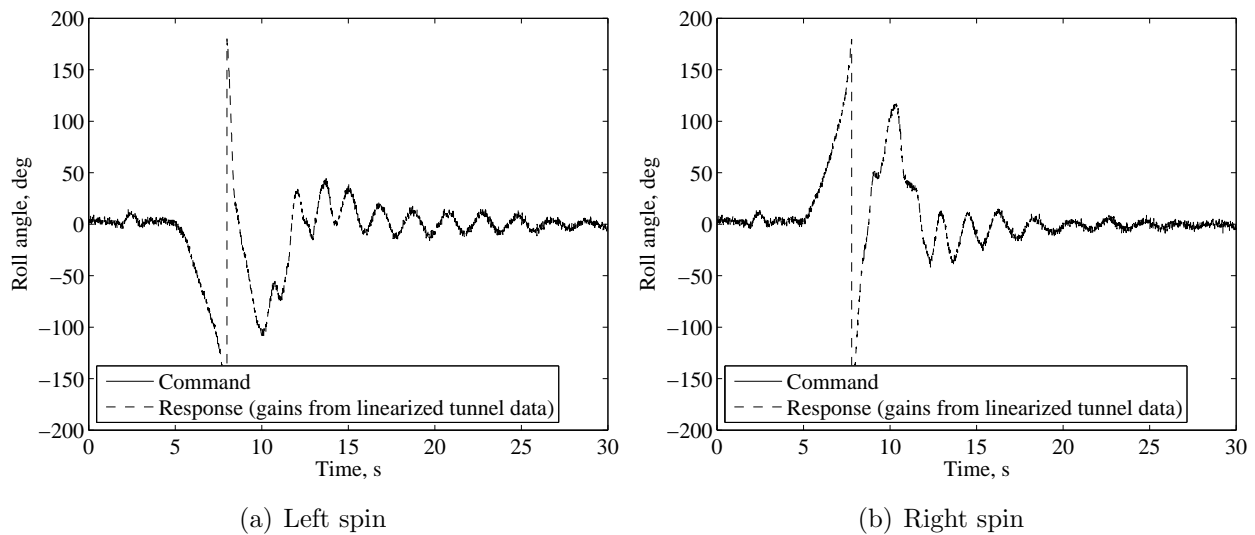 200
150
100
50
0
−50
−100
−150
−200
Roll angle, deg
Command
Response (gains from linearized tunnel data)
0 5 10 15 20 25 30
Time, s
(a) Left spin
200
150
100
50
0
−50
−100
−150
−200
Roll angle, deg
Command
Response (gains from linearized tunnel data)
0 5 10 15 20 25 30
Time, s
(b) Right spin